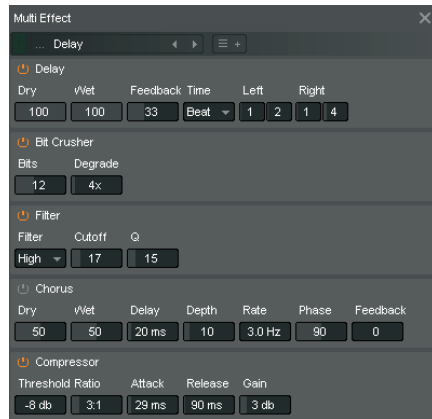 Multi Effect
... Delay
Delay
Dry Wet Feedback Time Left Right
100 100 33 Beat 1 2 1 4
Bit Crusher
Bits Degrade
12 4x
Filter
Filter Cutoff Q
High 17 15
Chorus
Dry Wet Delay Depth Rate Phase Feedback
50 50 20 ms 10 3.0 Hz 90 0
Compressor
Threshold Ratio Attack Release Gain
-8 db 3:1 29 ms 90 ms 3 db